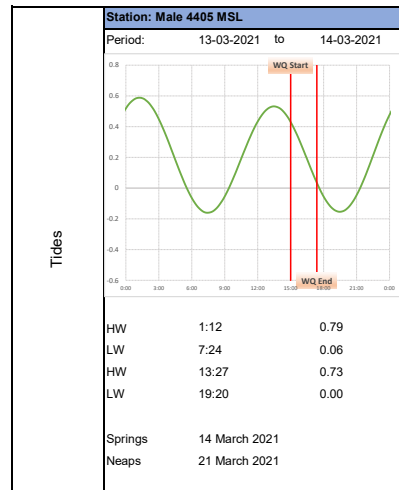 Station: Male 4405 MSL
Period: 13-03-2021 to 14-03-2021
WQ Start
0.8
0.6
0.4
0.2
0
-0.2
-0.4
-0.6
WQ End
0:00 3:00 6:00 9:00 12:00 15:00 18:00 21:00 0:00
Tides
HW 1:12 0.79
LW 7:24 0.06
HW 13:27 0.73
LW 19:20 0.00
Springs 14 March 2021
Neaps 21 March 2021